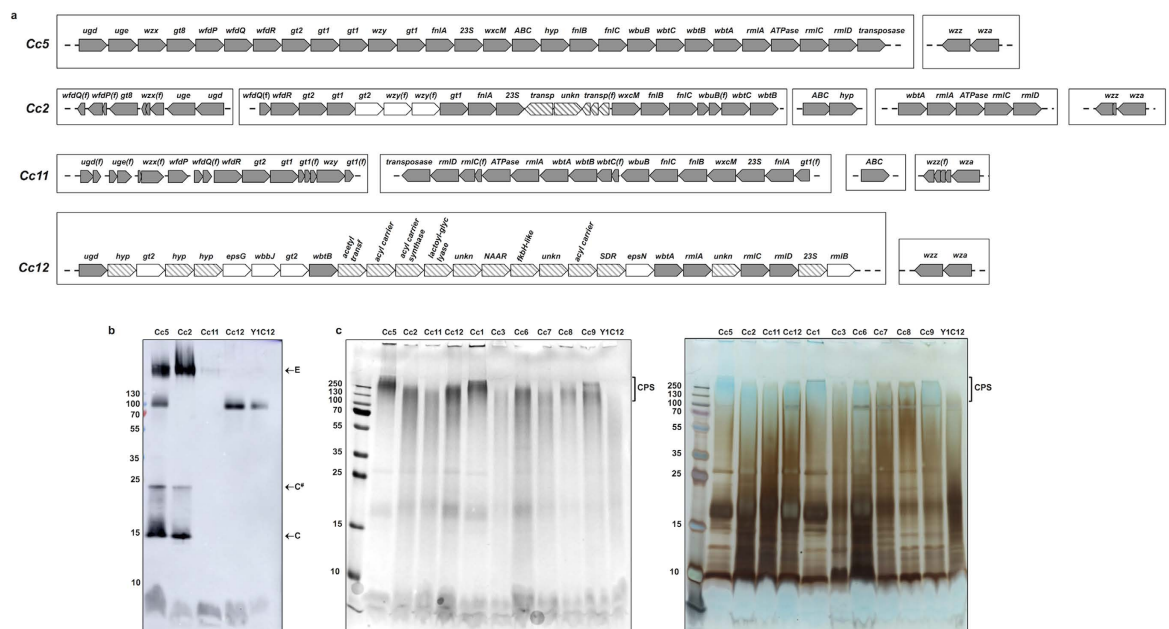 a
ugd uge wzx gt8 wfdP wfdQ wfdR gt2 gt1 gt1 wzy gt1 fnlA 23S wxcM ABC hyp fnlB fnlC wbuB wbtC wbtB wbtA rmlA ATPase rmlC rmlD transposase wzz wza
Cc5
wfdQ(f) wfdP(f) gt8 wzx(f) uge ugd wfdQ(f) wfdR gt2 gt1 gt2 wzy(f) wzy(f) gt1 fnlA 23S transp unkn transp(f) wxcM fnlB fnlC wbuB(f) wbtC wbtB ABC hyp wbtA rmlA ATPase rmlC rmlD wzz wza
Cc2
ugd(f) uge(f) wzx(f) wfdP wfdQ(f) wfdR gt2 gt1 gt1(f) wzy gt1(f) transposase rmlD rmlC(f) ATPase rmlA wbtA wbtB wbtC(f) wbuB fnlC fnlB wxcM 23S fnlA gt1(f) ABC wzz(f) wza
Cc11
ugd hyp gt2 hyp hyp epsG wbbJ gt2 wbtB acetyl transf acyl carrier acyl carrier synthase lactoyl-glyc lyase unkn NAAR fkbH-like unkn acyl carrier SDR epsN wbtA rmlA unkn rmlC rmlD 23S rmlB wzz wza
Cc12
b
Cc5 Cc2 Cc11 Cc12 Y1C12
130
100
70
55
35
25
15
10
←E
←C#
←C
c
Cc5 Cc2 Cc11 Cc12 Cc1 Cc3 Cc6 Cc7 Cc8 Cc9 Y1C12
250
130
100
70
55
35
25
15
10
CPS
Cc5 Cc2 Cc11 Cc12 Cc1 Cc3 Cc6 Cc7 Cc8 Cc9 Y1C12
250
130
100
70
55
35
25
15
10
CPS